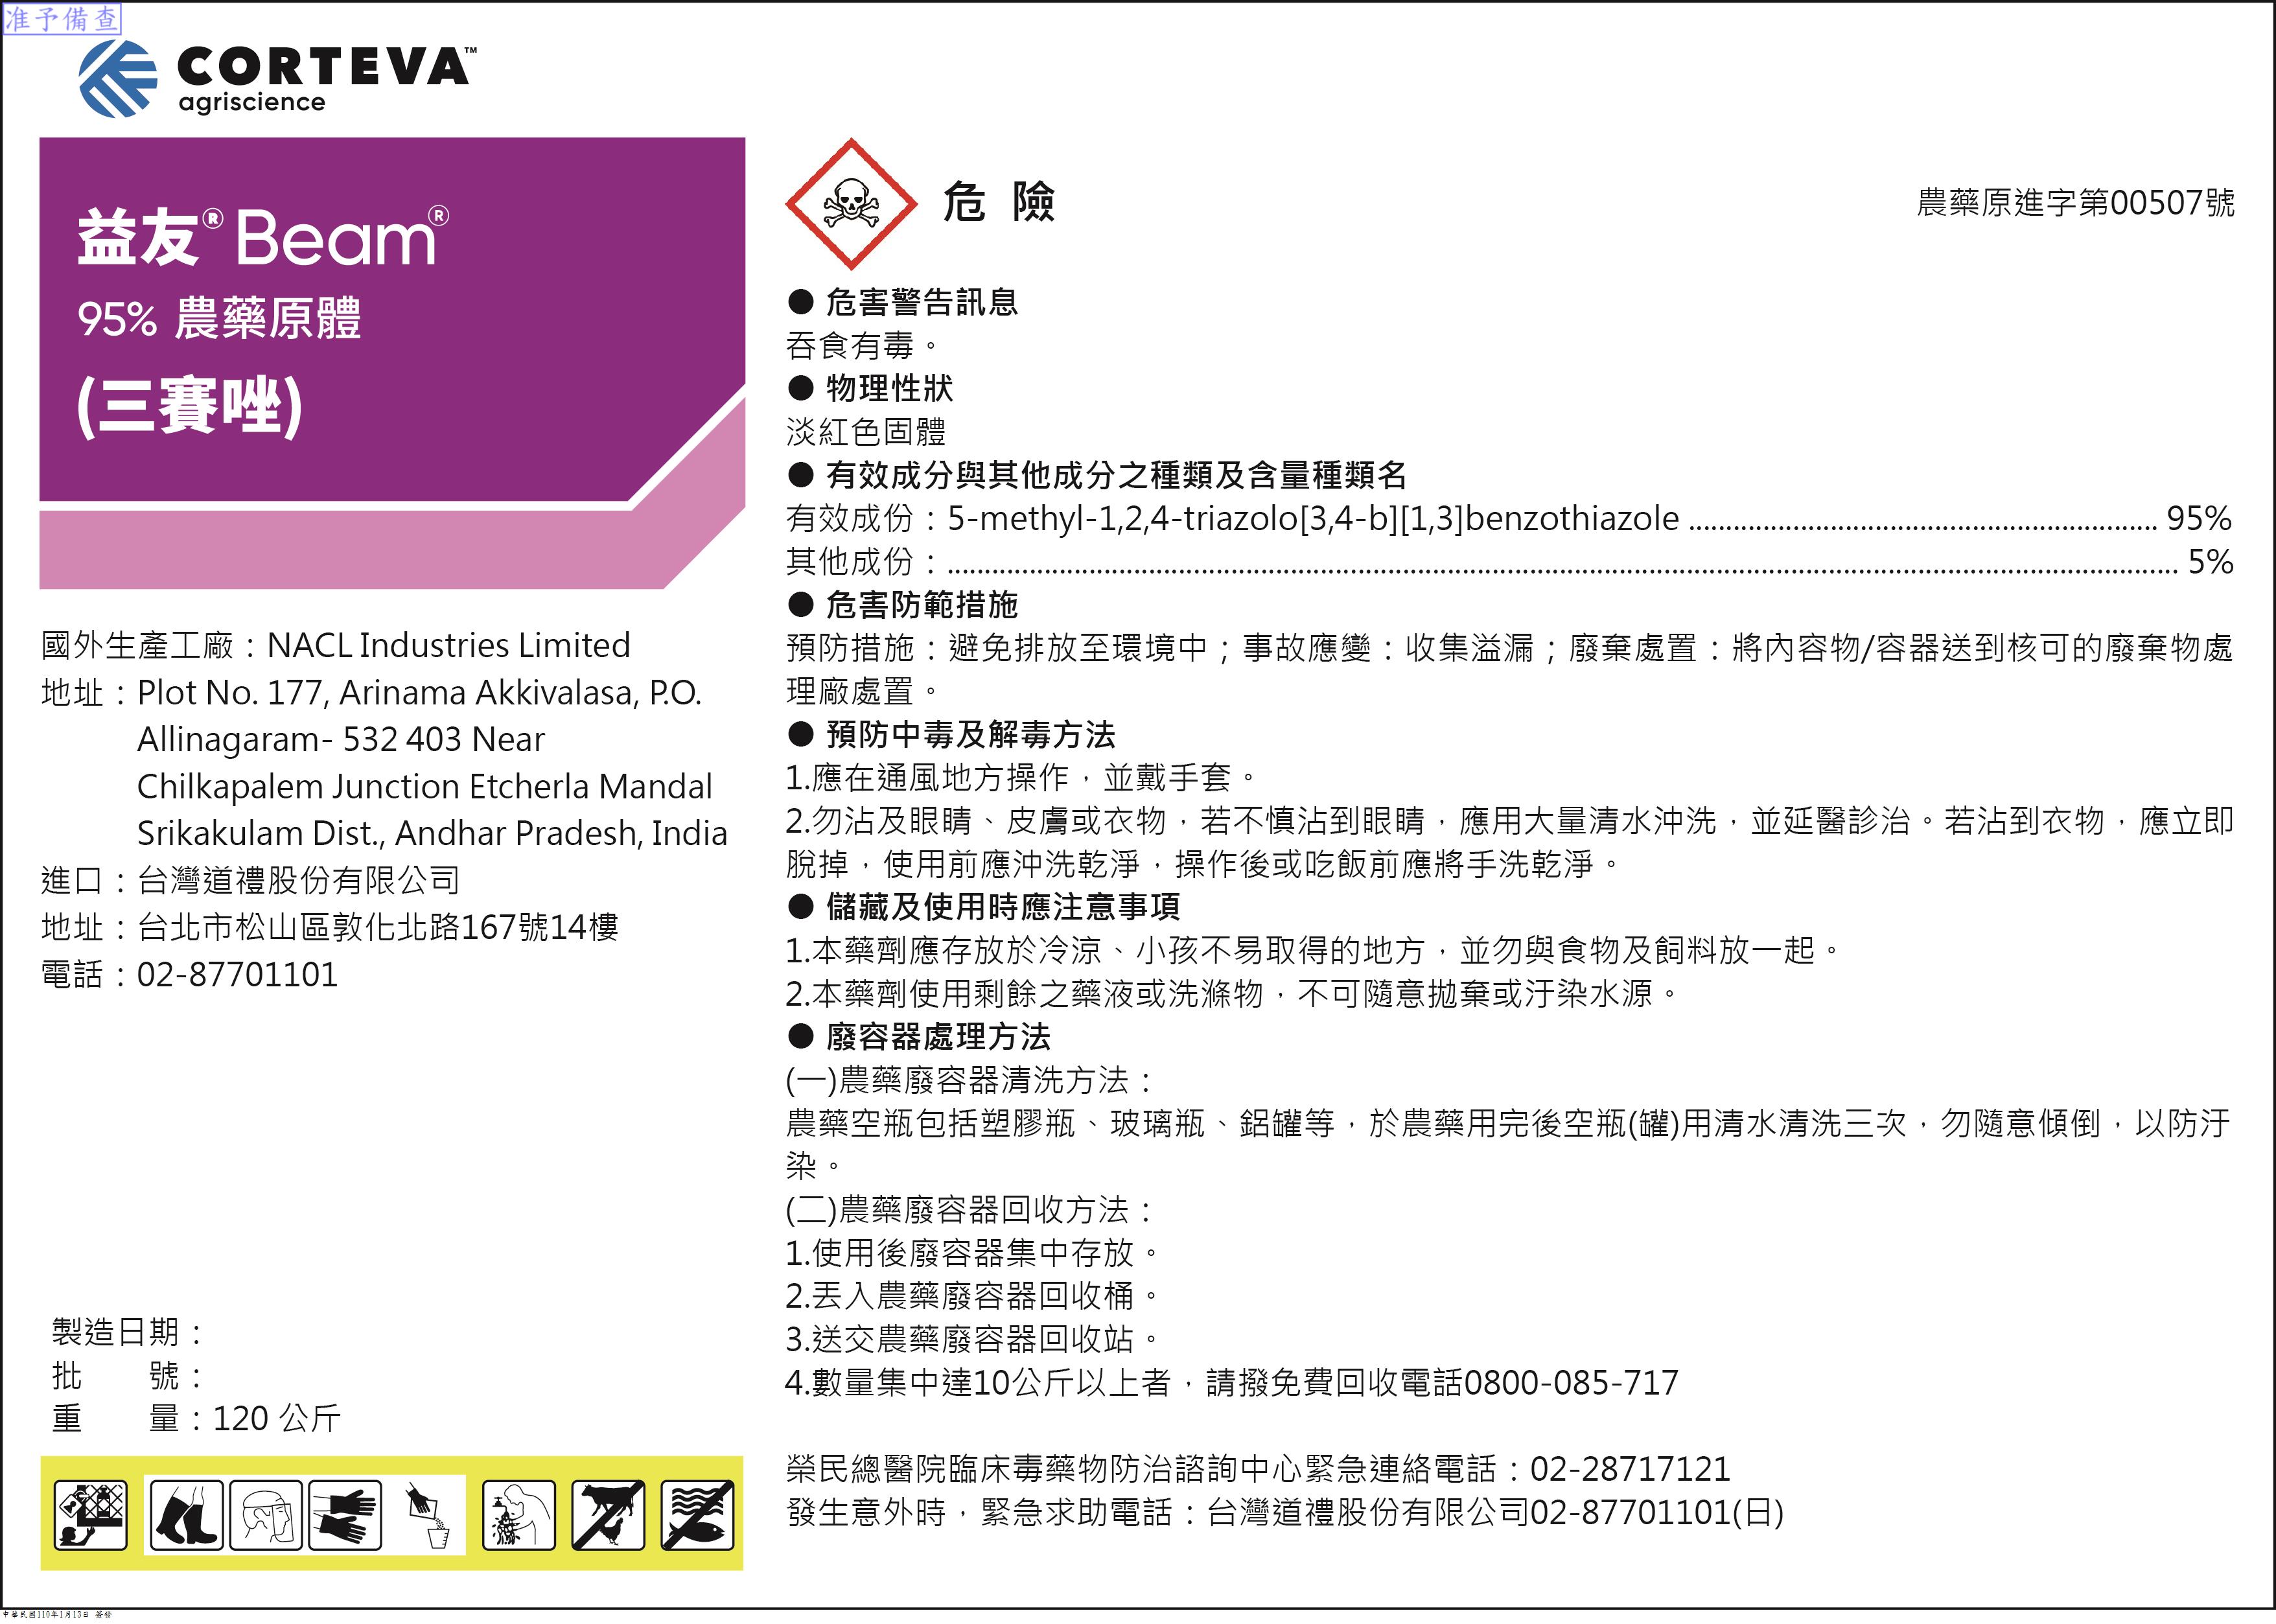 准予備查
CORTEVA™
agriscience
益友® Beam®
95% 農藥原體
(三賽唑)
國外生產工廠：NACL Industries Limited
地址：Plot No. 177, Arinama Akkivalasa, P.O.
Allinagaram- 532 403 Near
Chilkapalem Junction Etcherla Mandal
Srikakulam Dist., Andhar Pradesh, India
進口：台灣道禮股份有限公司
地址：台北市松山區敦化北路167號14樓
電話：02-87701101
製造日期：
批　　號：
重　　量：120 公斤
危 險
農藥原進字第00507號
● 危害警告訊息
吞食有毒。
● 物理性狀
淡紅色固體
● 有效成分與其他成分之種類及含量種類名
有效成份：5-methyl-1,2,4-triazolo[3,4-b][1,3]benzothiazole ............................................................... 95%
其他成份：..................................................................................................................................................................... 5%
● 危害防範措施
預防措施：避免排放至環境中；事故應變：收集溢漏；廢棄處置：將內容物/容器送到核可的廢棄物處
理廠處置。
● 預防中毒及解毒方法
1.應在通風地方操作，並戴手套。
2.勿沾及眼睛、皮膚或衣物，若不慎沾到眼睛，應用大量清水沖洗，並延醫診治。若沾到衣物，應立即
脫掉，使用前應沖洗乾淨，操作後或吃飯前應將手洗乾淨。
● 儲藏及使用時應注意事項
1.本藥劑應存放於冷涼、小孩不易取得的地方，並勿與食物及飼料放一起。
2.本藥劑使用剩餘之藥液或洗滌物，不可隨意拋棄或汙染水源。
● 廢容器處理方法
(一)農藥廢容器清洗方法：
農藥空瓶包括塑膠瓶、玻璃瓶、鋁罐等，於農藥用完後空瓶(罐)用清水清洗三次，勿隨意傾倒，以防汙
染。
(二)農藥廢容器回收方法：
1.使用後廢容器集中存放。
2.丟入農藥廢容器回收桶。
3.送交農藥廢容器回收站。
4.數量集中達10公斤以上者，請撥免費回收電話0800-085-717
榮民總醫院臨床毒藥物防治諮詢中心緊急連絡電話：02-28717121
發生意外時，緊急求助電話：台灣道禮股份有限公司02-87701101(日)
中華民國110年1月13日 簽發